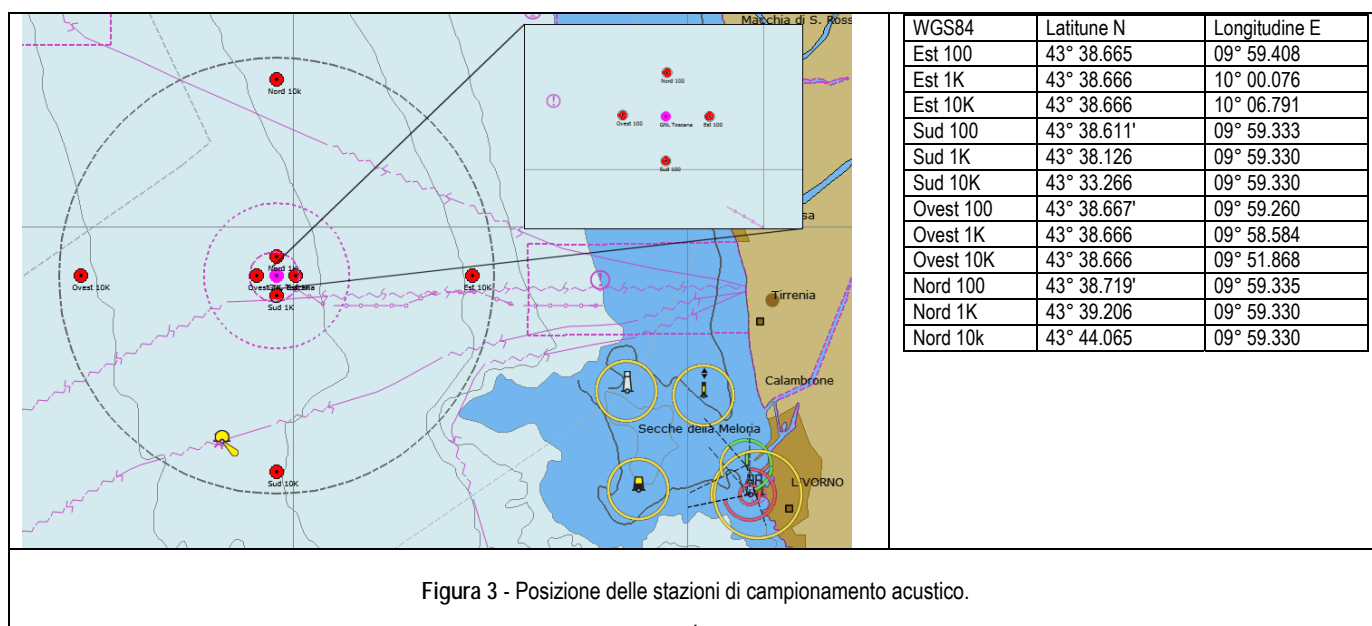 Macchia di S. Ross
Nord 10k
Nord 100
Ovest 100
GNL Toscana
Est 100
Sud 100
sa
Nord 1K
Ovest 10K
Est 10K
Sud 1K
Tirrenia
Calambrone
Secche della Meloria
Sud 10K
LIVORNO
WGS84 Latitune N Longitudine E
Est 100 43° 38.665 09° 59.408
Est 1K 43° 38.666 10° 00.076
Est 10K 43° 38.666 10° 06.791
Sud 100 43° 38.611' 09° 59.333
Sud 1K 43° 38.126 09° 59.330
Sud 10K 43° 33.266 09° 59.330
Ovest 100 43° 38.667' 09° 59.260
Ovest 1K 43° 38.666 09° 58.584
Ovest 10K 43° 38.666 09° 51.868
Nord 100 43° 38.719' 09° 59.335
Nord 1K 43° 39.206 09° 59.330
Nord 10k 43° 44.065 09° 59.330
Figura 3 - Posizione delle stazioni di campionamento acustico.